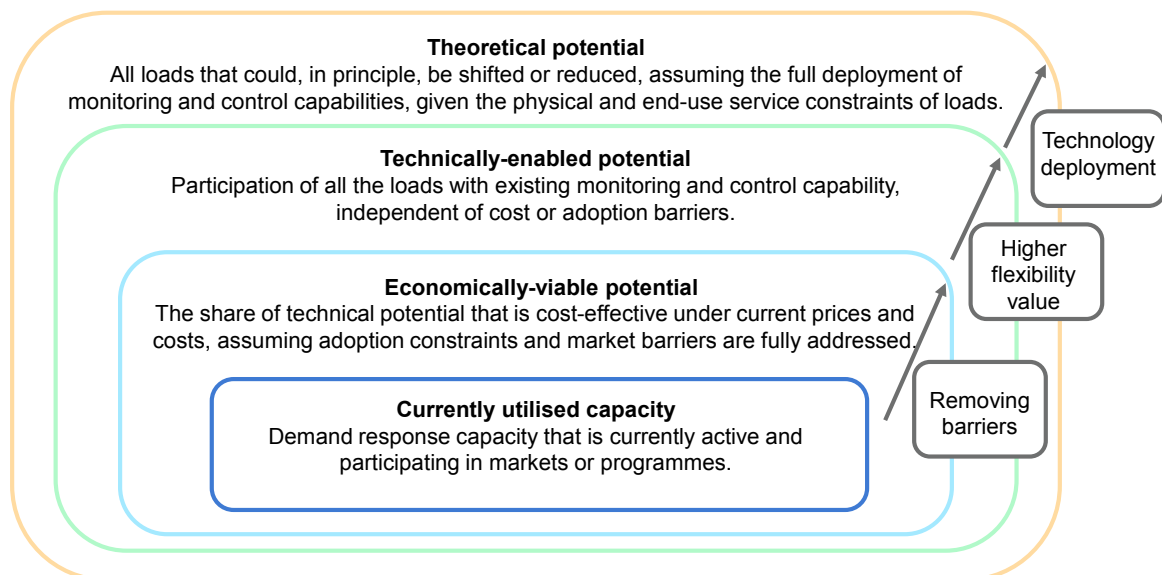 Theoretical potential
All loads that could, in principle, be shifted or reduced, assuming the full deployment of
monitoring and control capabilities, given the physical and end-use service constraints of loads.
Technology
deployment
Technically-enabled potential
Participation of all the loads with existing monitoring and control capability,
independent of cost or adoption barriers.
Higher
flexibility
value
Economically-viable potential
The share of technical potential that is cost-effective under current prices and
costs, assuming adoption constraints and market barriers are fully addressed.
Removing
barriers
Currently utilised capacity
Demand response capacity that is currently active and
participating in markets or programmes.